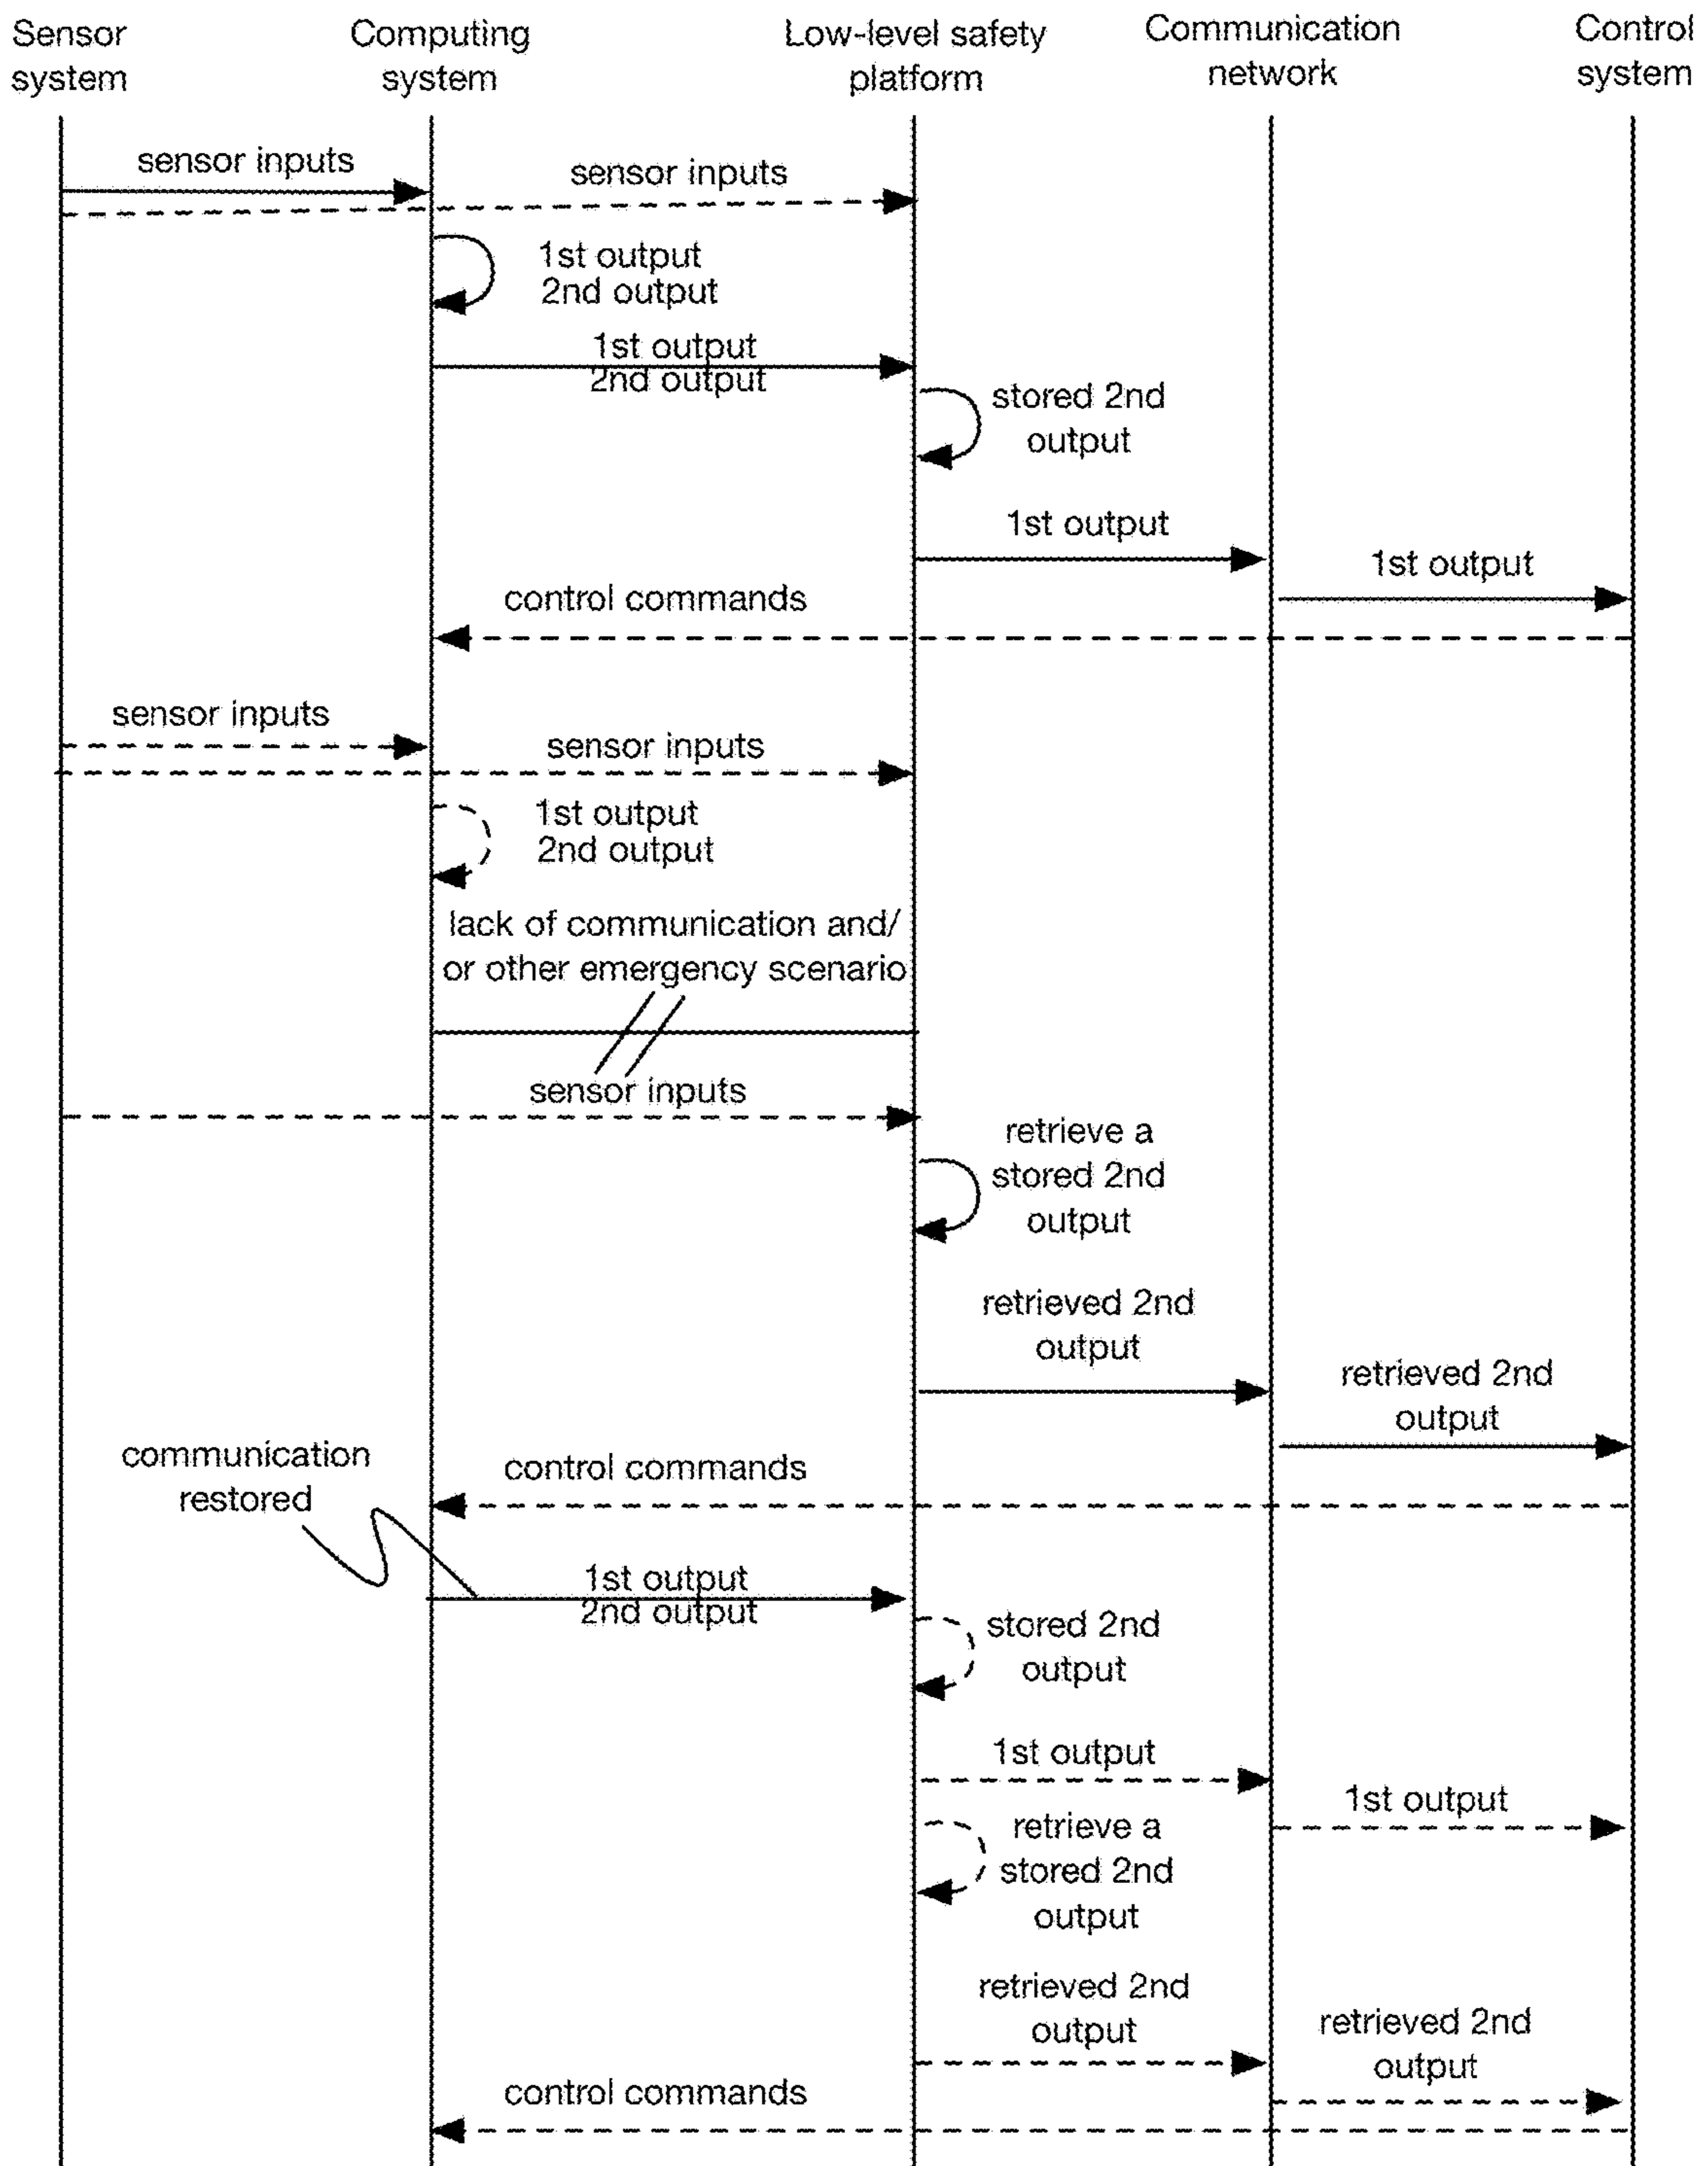 Sensor
system
Computing
system
Low-level safety
platform
Communication
network
Control
system
sensor inputs
sensor inputs
1st output
2nd output
1st output
2nd output
stored 2nd
output
1st output
1st output
control commands
sensor inputs
sensor inputs
1st output
2nd output
lack of communication and/
or other emergency scenario
sensor inputs
retrieve a
stored 2nd
output
retrieved 2nd
output
retrieved 2nd
output
communication
restored
control commands
1st output
2nd output
stored 2nd
output
1st output
1st output
retrieve a
stored 2nd
output
retrieved 2nd
output
retrieved 2nd
output
control commands